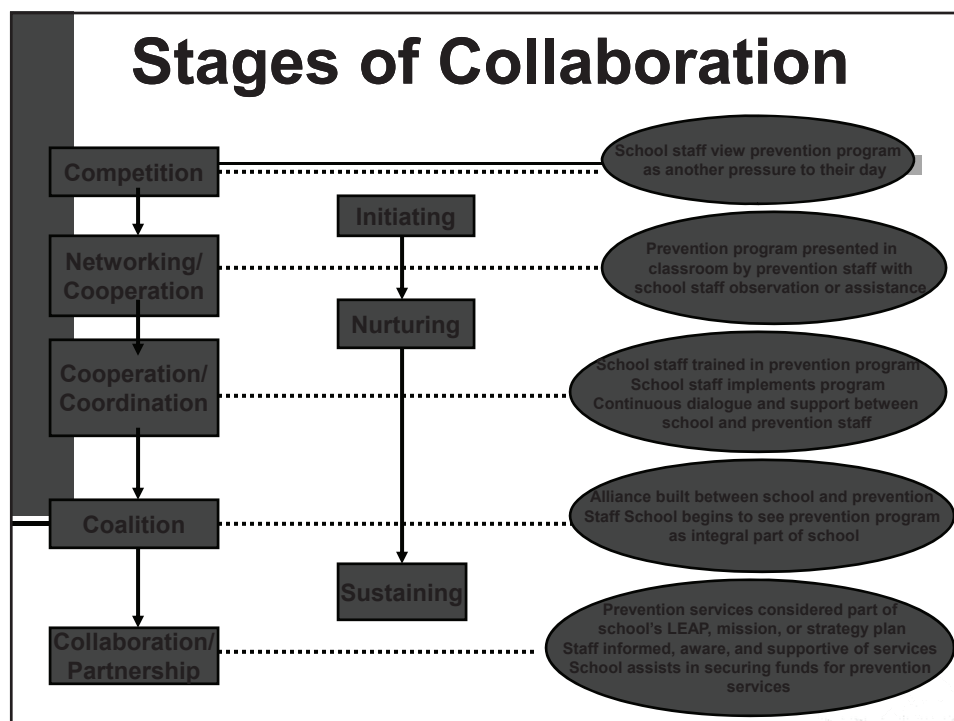 Stages of Collaboration
Competition
School staff view prevention program
as another pressure to their day
Initiating
Networking/
Cooperation
Prevention program presented in
classroom by prevention staff with
school staff observation or assistance
Nurturing
Cooperation/
Coordination
School staff trained in prevention program
School staff implements program
Continuous dialogue and support between
school and prevention staff
Coalition
Alliance built between school and prevention
Staff School begins to see prevention program
as integral part of school
Sustaining
Collaboration/
Partnership
Prevention services considered part of
school's LEAP, mission, or strategy plan
Staff informed, aware, and supportive of services
School assists in securing funds for prevention
services